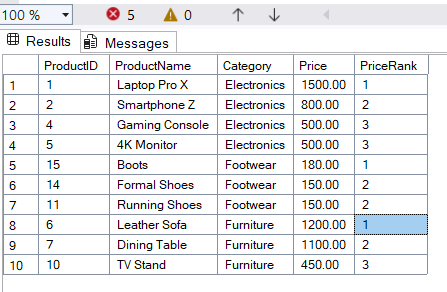 100 % 5 0
Results Messages
ProductID ProductName Category Price PriceRank
1 1 Laptop Pro X Electronics 1500.00 1
2 2 Smartphone Z Electronics 800.00 2
3 4 Gaming Console Electronics 500.00 3
4 5 4K Monitor Electronics 500.00 3
5 15 Boots Footwear 180.00 1
6 14 Formal Shoes Footwear 150.00 2
7 11 Running Shoes Footwear 150.00 2
8 6 Leather Sofa Furniture 1200.00 1
9 7 Dining Table Furniture 1100.00 2
10 10 TV Stand Furniture 450.00 3